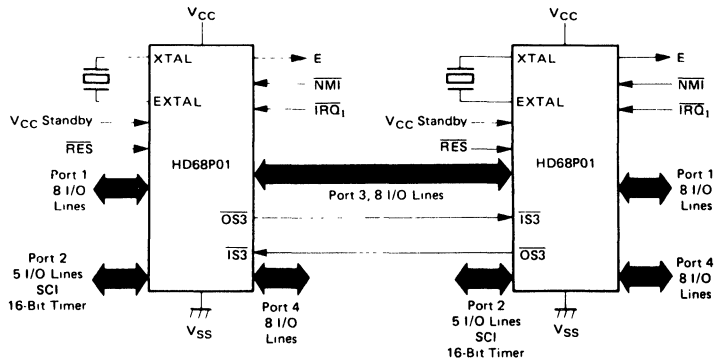 VCC
XTAL
E
EXTAL
NMI
IRQ1
VCC Standby
RES
HD68P01
Port 1
8 I/O
Lines
OS3
IS3
Port 2
5 I/O Lines
SCI
16-Bit Timer
Port 4
8 I/O
Lines
VSS
Port 3, 8 I/O Lines
VCC
XTAL
E
EXTAL
NMI
IRQ1
VCC Standby
RES
HD68P01
Port 1
8 I/O
Lines
IS3
OS3
Port 4
8 I/O
Lines
Port 2
5 I/O Lines
SCI
16-Bit Timer
VSS